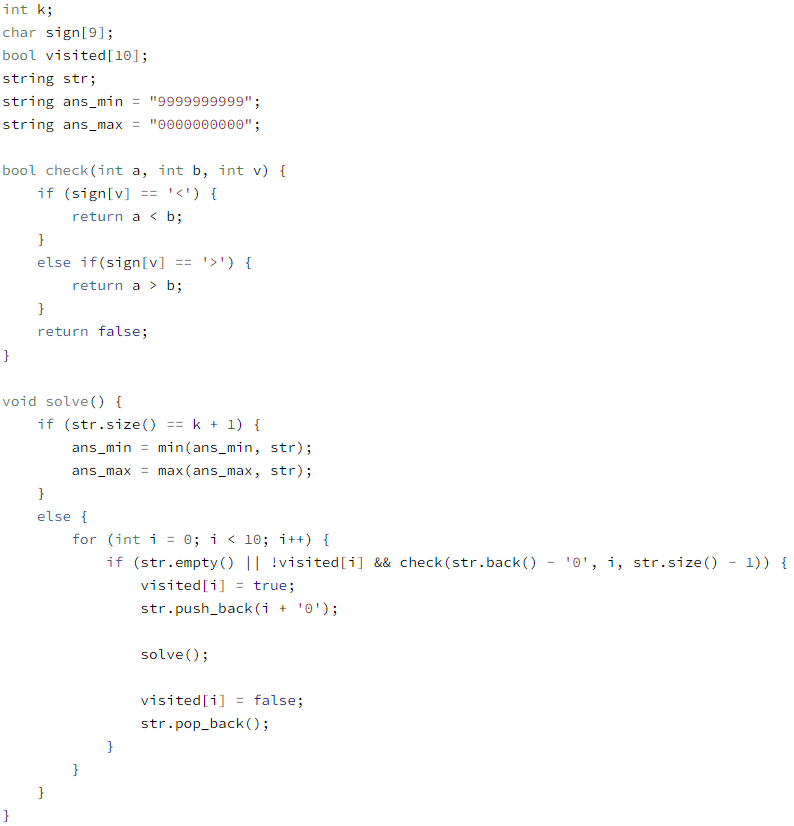 int k;
char sign[9];
bool visited[10];
string str;
string ans_min = "9999999999";
string ans_max = "0000000000";

bool check(int a, int b, int v) {
    if (sign[v] == '<') {
        return a < b;
    }
    else if(sign[v] == '>') {
        return a > b;
    }
    return false;
}

void solve() {
    if (str.size() == k + 1) {
        ans_min = min(ans_min, str);
        ans_max = max(ans_max, str);
    }
    else {
        for (int i = 0; i < 10; i++) {
            if (str.empty() || !visited[i] && check(str.back() - '0', i, str.size() - 1)) {
                visited[i] = true;
                str.push_back(i + '0');

                solve();

                visited[i] = false;
                str.pop_back();
            }
        }
    }
}